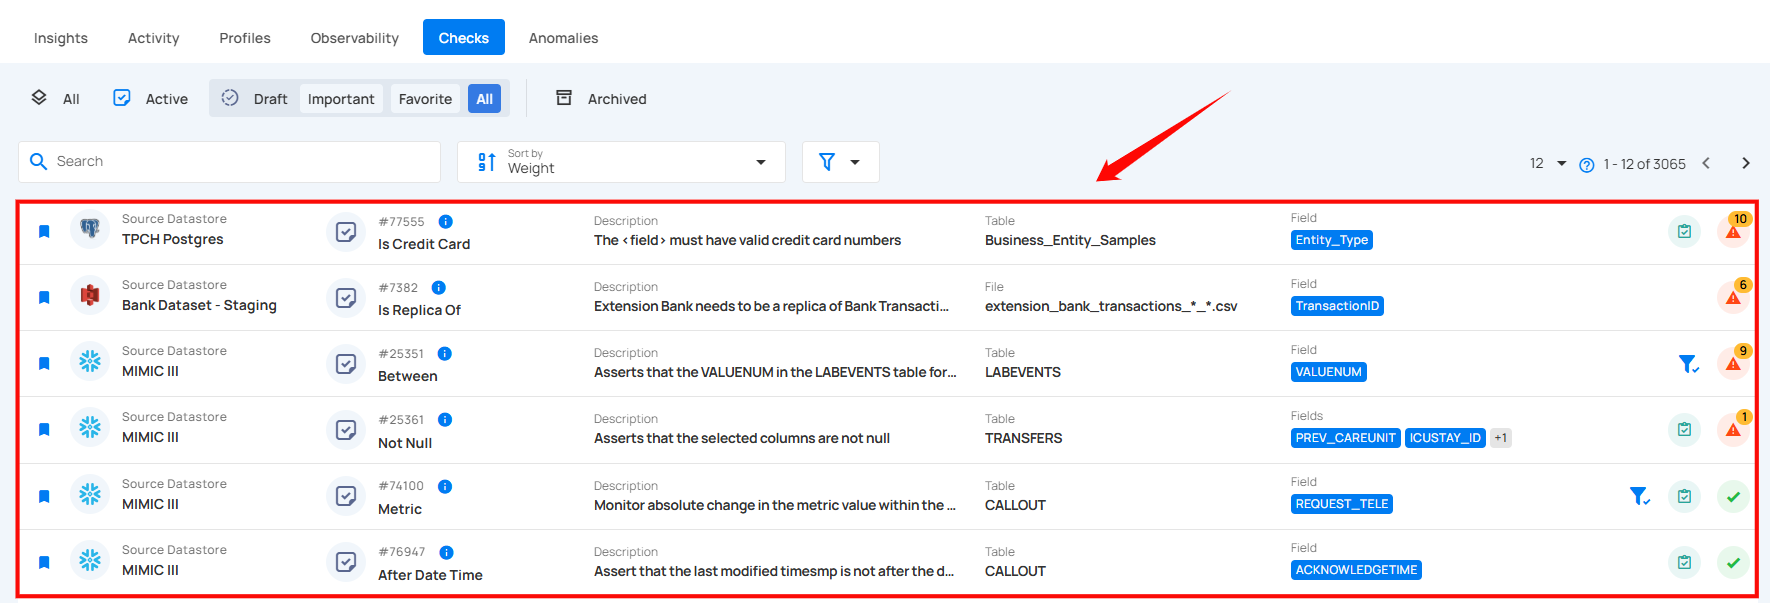 Insights Activity Profiles Observability Checks Anomalies
All Active Draft Important Favorite All Archived
Search
Sort by
Weight
12 1 - 12 of 3065
Source Datastore
TPCH Postgres
#77555
Is Credit Card
Description
The <field> must have valid credit card numbers
Table
Business_Entity_Samples
Field
Entity_Type
10
Source Datastore
Bank Dataset - Staging
#7382
Is Replica Of
Description
Extension Bank needs to be a replica of Bank Transacti...
File
extension_bank_transactions_*_*.csv
Field
TransactionID
6
Source Datastore
MIMIC III
#25351
Between
Description
Asserts that the VALUENUM in the LABEVENTS table for...
Table
LABEVENTS
Field
VALUENUM
9
Source Datastore
MIMIC III
#25361
Not Null
Description
Asserts that the selected columns are not null
Table
TRANSFERS
Fields
PREV_CAREUNIT ICUSTAY_ID +1
1
Source Datastore
MIMIC III
#74100
Metric
Description
Monitor absolute change in the metric value within the ...
Table
CALLOUT
Field
REQUEST_TELE
Source Datastore
MIMIC III
#76947
After Date Time
Description
Assert that the last modified timesmp is not after the d...
Table
CALLOUT
Field
ACKNOWLEDGETIME